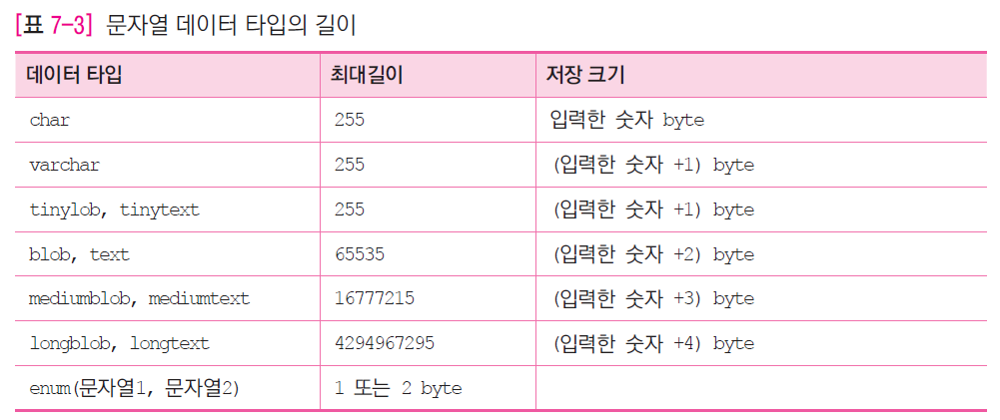 [표 7-3] 문자열 데이터 타입의 길이
데이터 타입 최대길이 저장 크기
char 255 입력한 숫자 byte
varchar 255 (입력한 숫자 +1) byte
tinylob, tinytext 255 (입력한 숫자 +1) byte
blob, text 65535 (입력한 숫자 +2) byte
mediumblob, mediumtext 16777215 (입력한 숫자 +3) byte
longblob, longtext 4294967295 (입력한 숫자 +4) byte
enum(문자열1, 문자열2) 1 또는 2 byte